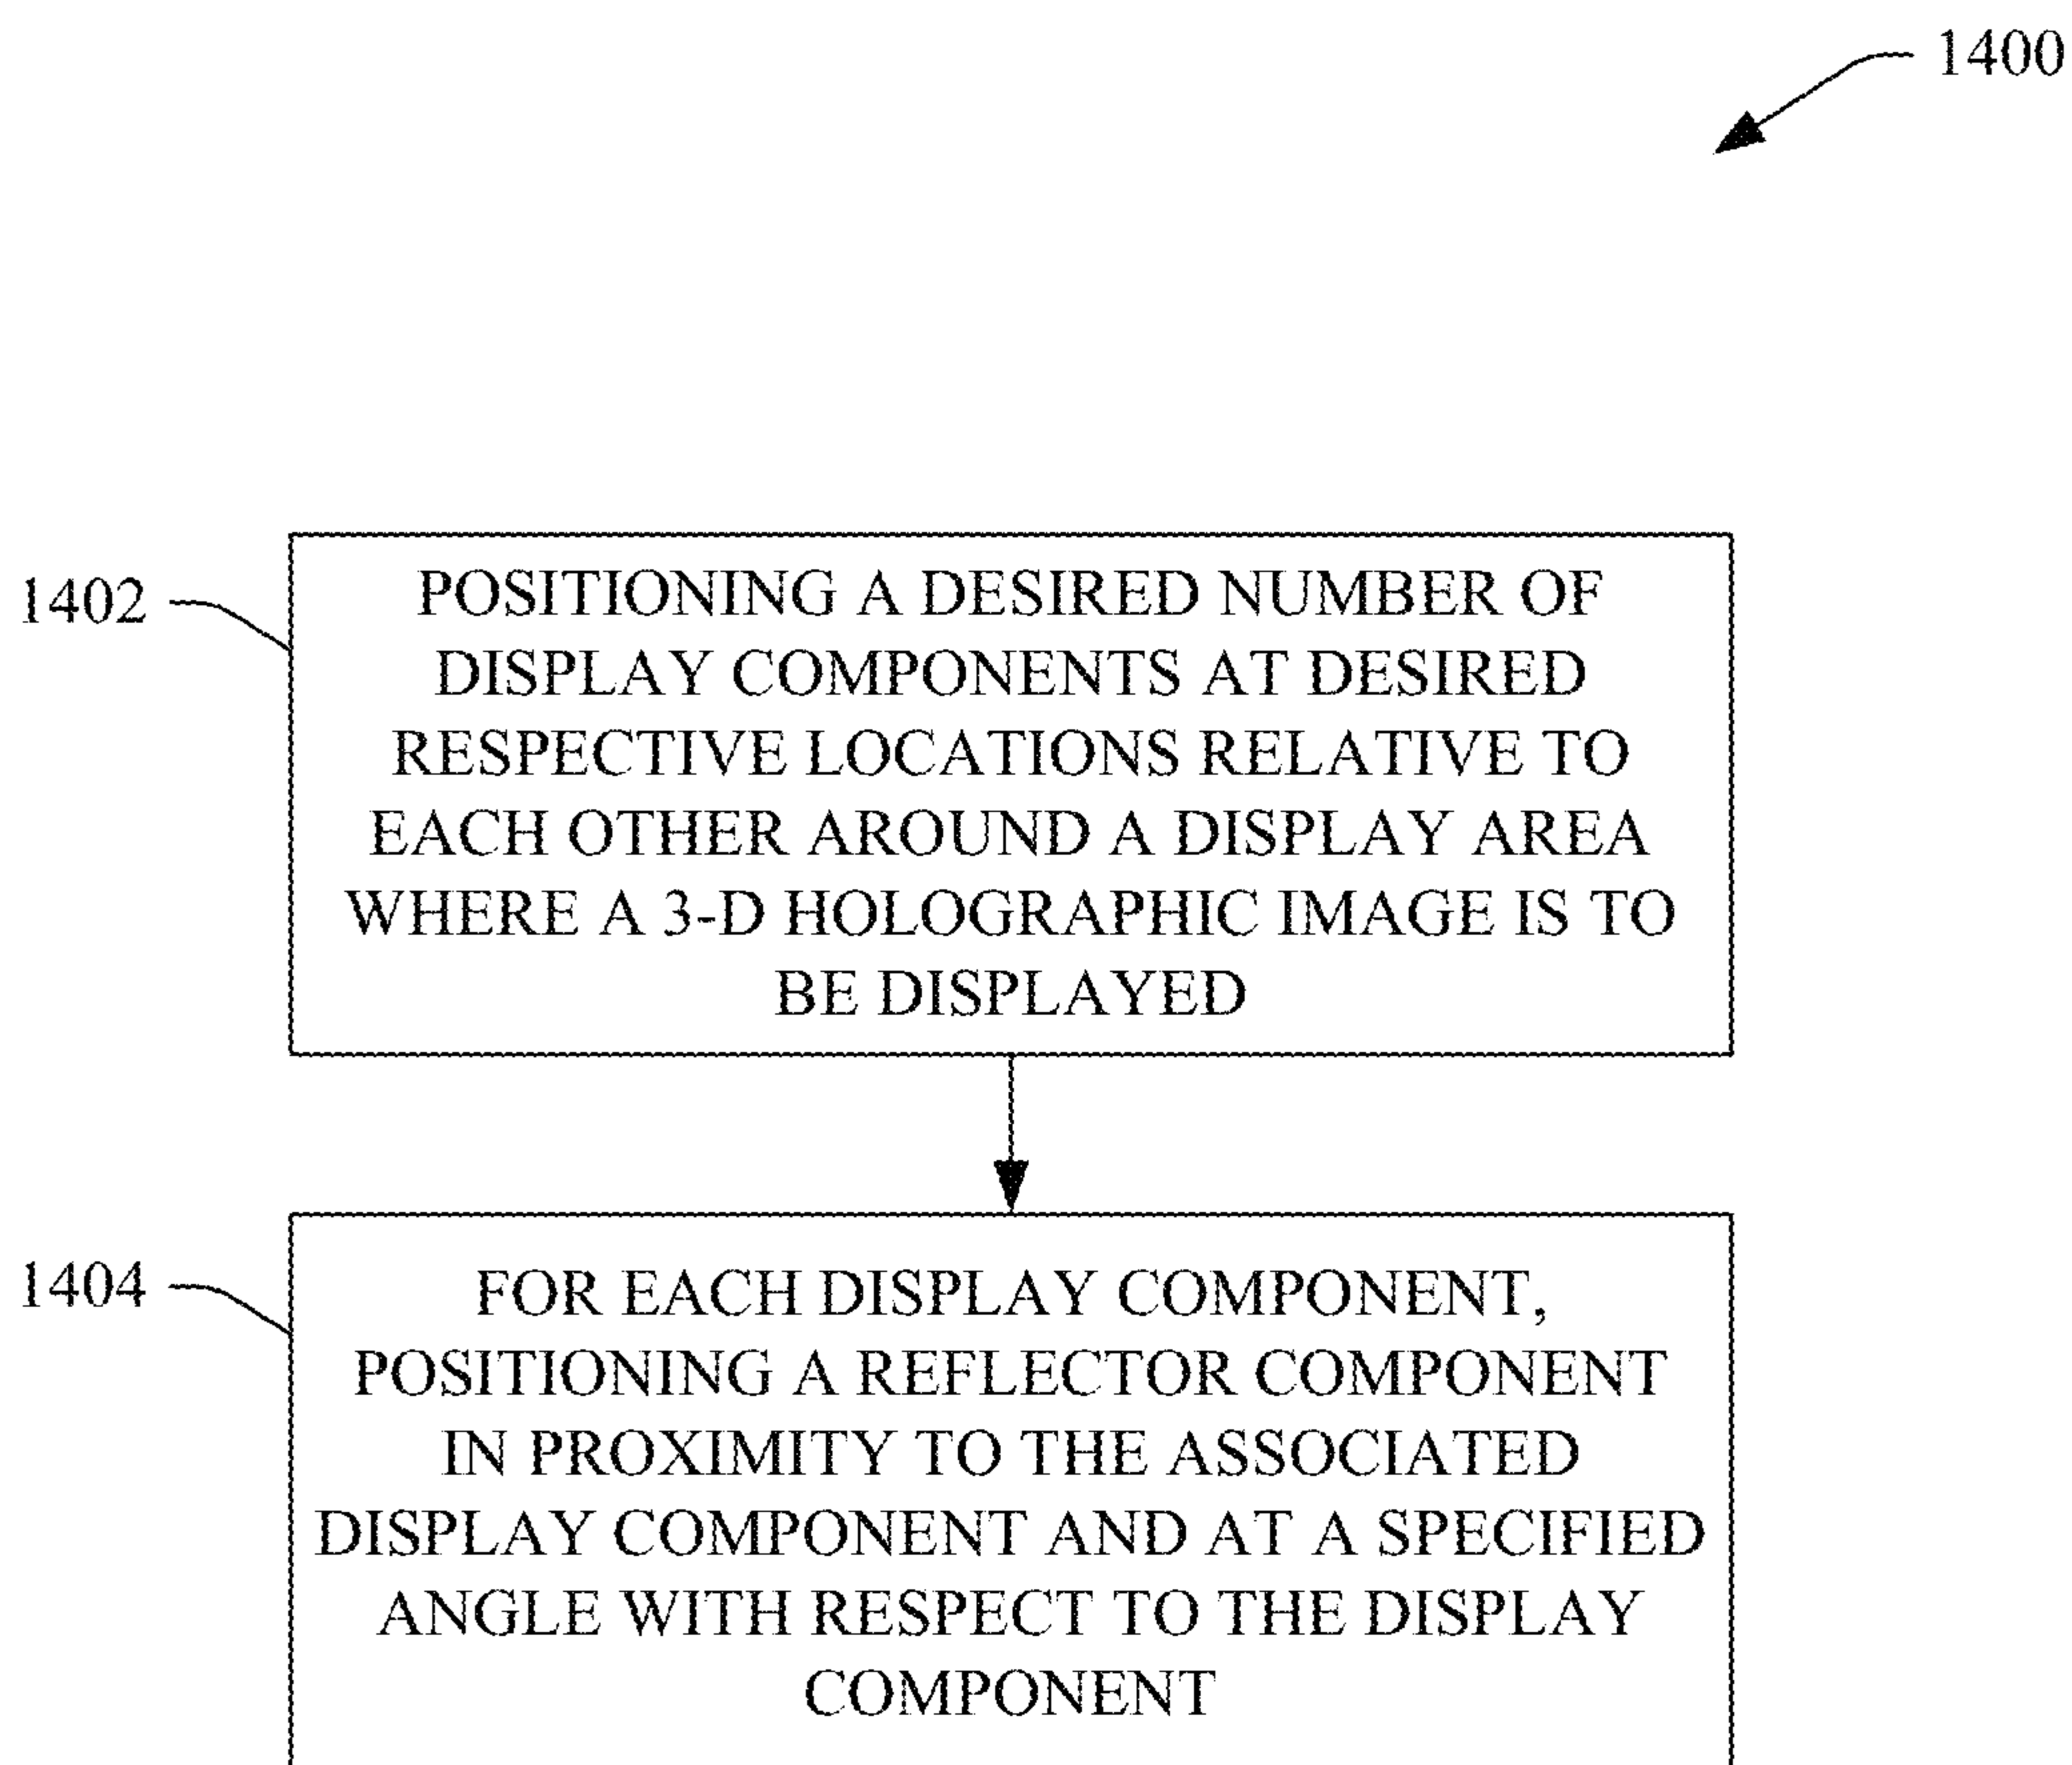 1400
1402
POSITIONING A DESIRED NUMBER OF
DISPLAY COMPONENTS AT DESIRED
RESPECTIVE LOCATIONS RELATIVE TO
EACH OTHER AROUND A DISPLAY AREA
WHERE A 3-D HOLOGRAPHIC IMAGE IS TO
BE DISPLAYED
1404
FOR EACH DISPLAY COMPONENT,
POSITIONING A REFLECTOR COMPONENT
IN PROXIMITY TO THE ASSOCIATED
DISPLAY COMPONENT AND AT A SPECIFIED
ANGLE WITH RESPECT TO THE DISPLAY
COMPONENT